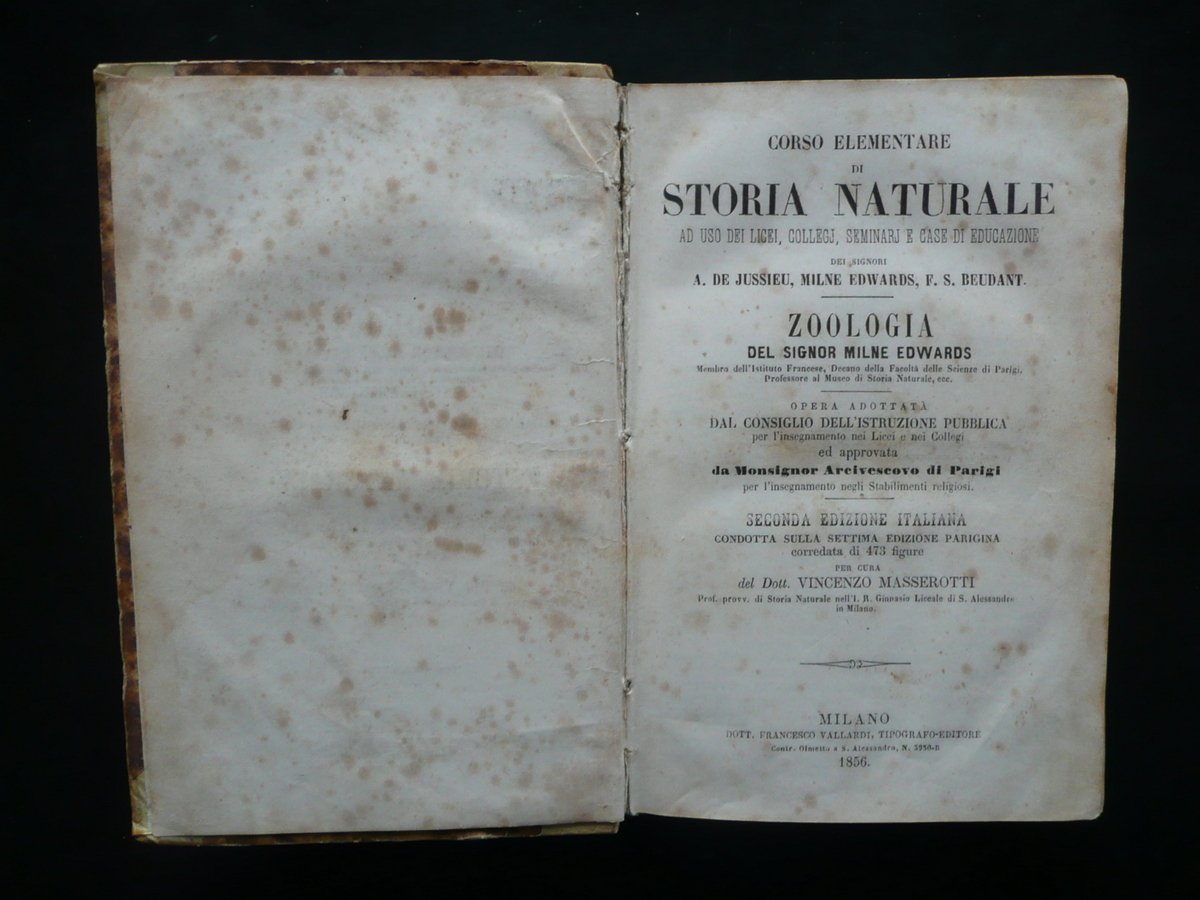 CORSO ELEMENTARE
DI
STORIA NATURALE
AD USO DEI LICEI, COLLEGJ, SEMINARJ E CASE DI EDUCAZIONE
DEI SIGNORI
A. DE JUSSIEU, MILNE EDWARDS, F. S. BEUDANT.
ZOOLOGIA
DEL SIGNOR MILNE EDWARDS
Membro dell'Istituto Francese, Decano della Facoltà delle Scienze di Parigi,
Professore al Museo di Storia Naturale, ecc.
OPERA ADOTTATA
DAL CONSIGLIO DELL'ISTRUZIONE PUBBLICA
per l'insegnamento nei Licei e nei Collegi
ed approvata
da Monsignor Arcivescovo di Parigi
per l'insegnamento negli Stabilimenti religiosi.
SECONDA EDIZIONE ITALIANA
CONDOTTA SULLA SETTIMA EDIZIONE PARIGINA
corredata di 473 figure
PER CURA
del Dott. VINCENZO MASSEROTTI
Prof. provv. di Storia Naturale nell'I. R. Ginnasio Liceale di S. Alessandro
in Milano.
MILANO
DOTT. FRANCESCO VALLARDI, TIPOGRAFO-EDITORE
Contr. Olmetto a S. Alessandro, N. 3950-B
1856.